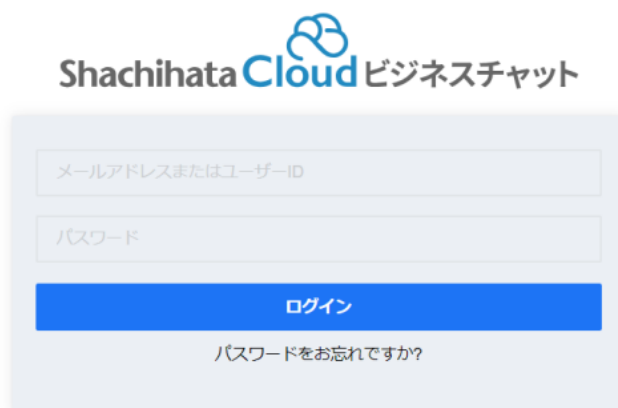 Shachihata Cloud ビジネスチャット
メールアドレスまたはユーザーID
パスワード
ログイン
パスワードをお忘れですか?